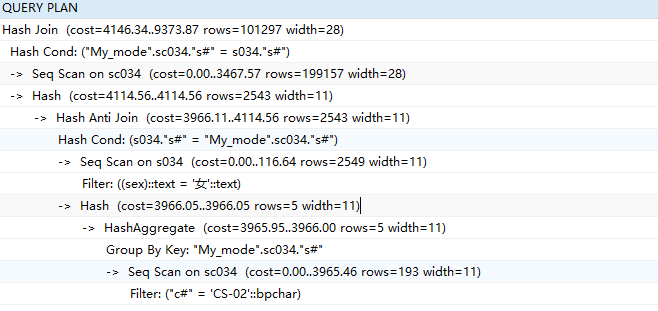 QUERY PLAN
Hash Join (cost=4146.34..9373.87 rows=101297 width=28)
Hash Cond: ("My_mode".sc034."s#" = s034."s#")
-> Seq Scan on sc034 (cost=0.00..3467.57 rows=199157 width=28)
-> Hash (cost=4114.56..4114.56 rows=2543 width=11)
-> Hash Anti Join (cost=3966.11..4114.56 rows=2543 width=11)
Hash Cond: (s034."s#" = "My_mode".sc034."s#")
-> Seq Scan on s034 (cost=0.00..116.64 rows=2549 width=11)
Filter: ((sex)::text = '女'::text)
-> Hash (cost=3966.05..3966.05 rows=5 width=11)
-> HashAggregate (cost=3965.95..3966.00 rows=5 width=11)
Group By Key: "My_mode".sc034."s#"
-> Seq Scan on sc034 (cost=0.00..3965.46 rows=193 width=11)
Filter: ("c#" = 'CS-02'::bpchar)